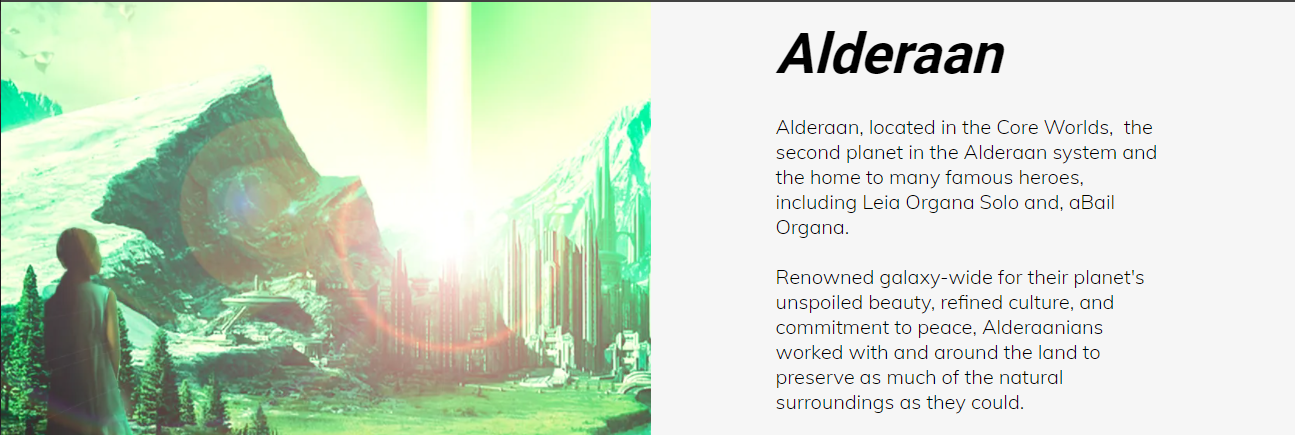 Alderaan
Alderaan, located in the Core Worlds,  the
second planet in the Alderaan system and
the home to many famous heroes,
including Leia Organa Solo and, aBail
Organa.
Renowned galaxy-wide for their planet's
unspoiled beauty, refined culture, and
commitment to peace, Alderaanians
worked with and around the land to
preserve as much of the natural
surroundings as they could.